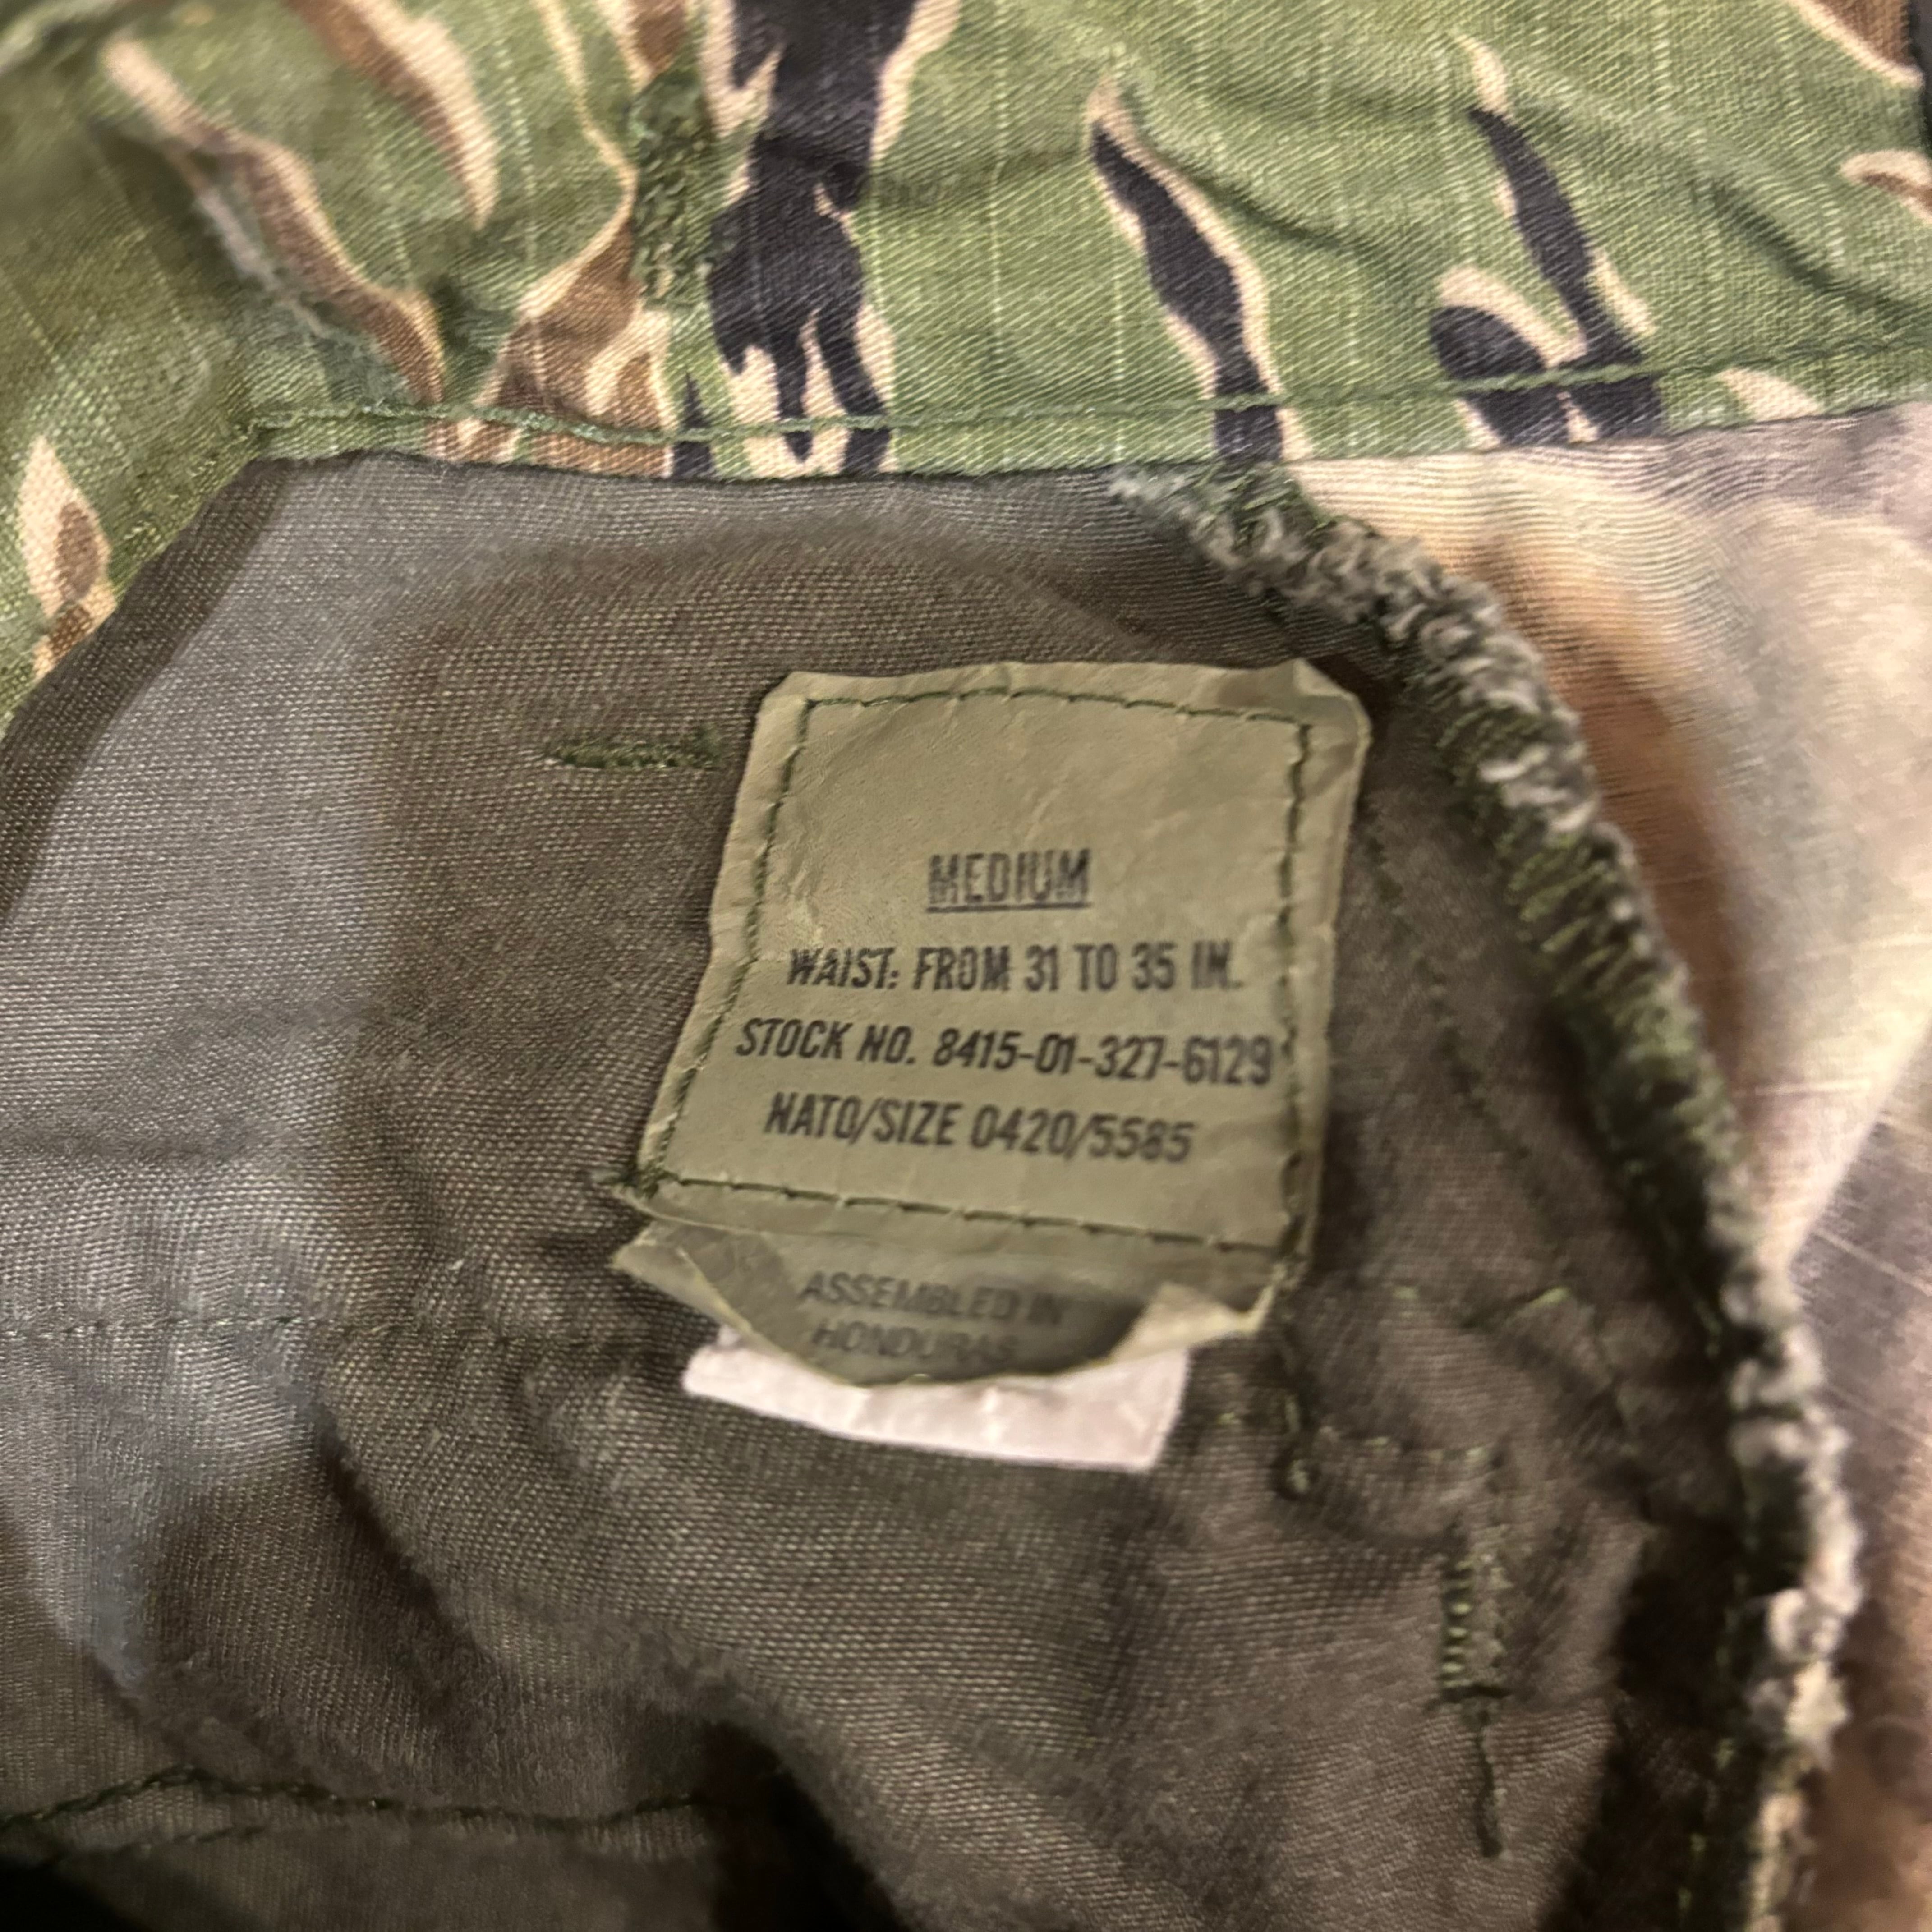 MEDIUM
WAIST: FROM 31 TO 35 IN.
STOCK NO. 8415-01-327-6129
NATO/SIZE 0420/5585
ASSEMBLED IN
HONDURAS